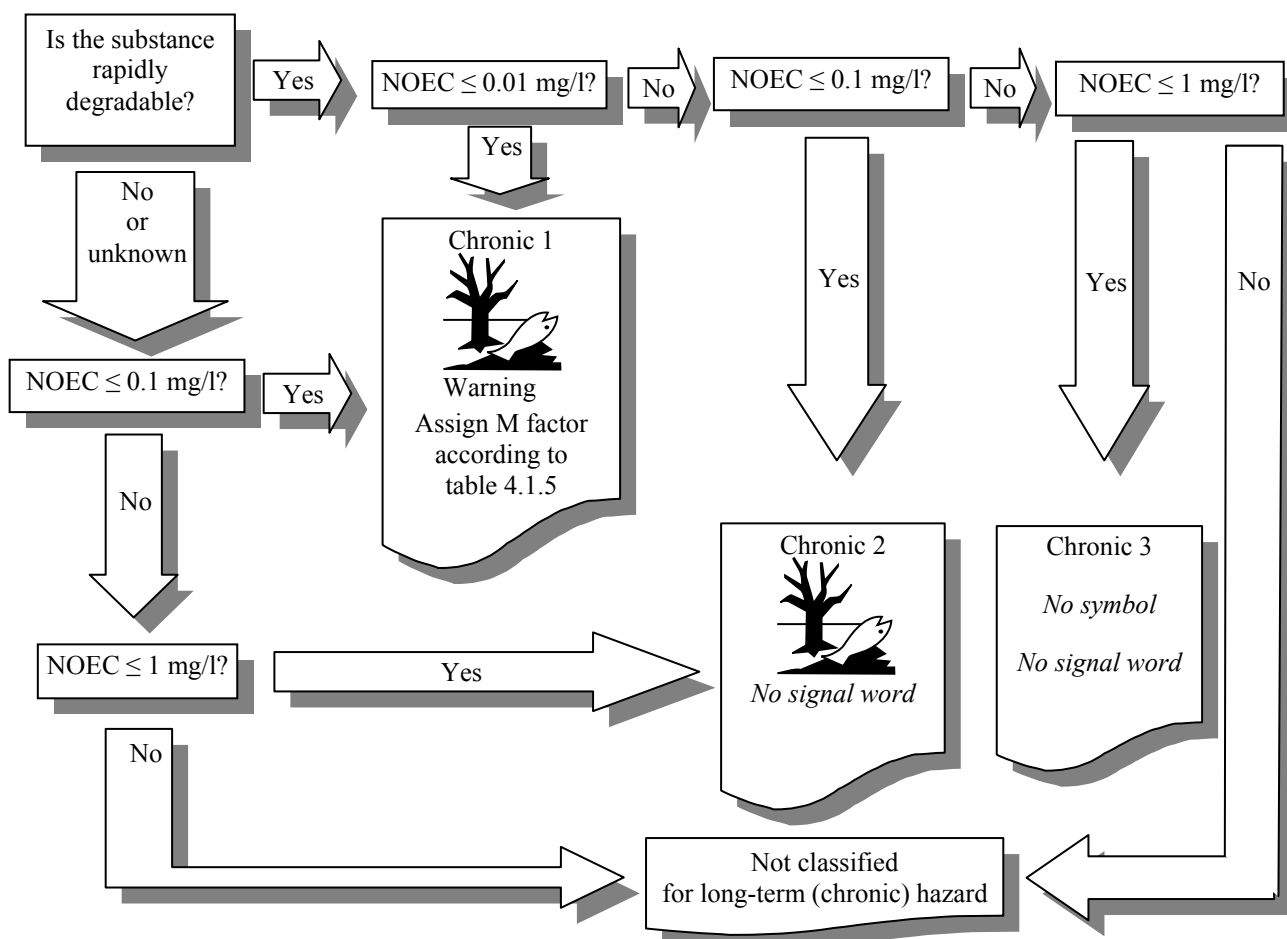 Is the substance
rapidly
degradable?
Yes
NOEC ≤ 0.01 mg/l?
No
NOEC ≤ 0.1 mg/l?
No
NOEC ≤ 1 mg/l?
Yes
No
or
unknown
Chronic 1
Warning
Assign M factor
according to
table 4.1.5
Yes
Yes
No
NOEC ≤ 0.1 mg/l?
Yes
No
Chronic 2
No signal word
Chronic 3
No symbol
No signal word
NOEC ≤ 1 mg/l?
Yes
No
Not classified
for long-term (chronic) hazard